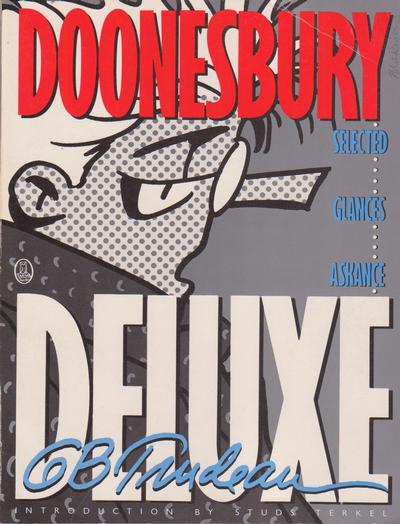 DOONESBURY
SELECTED
GLANCES
ASKANCE
DELUXE
GB Trudeau
INTRODUCTION BY STUDS TERKEL